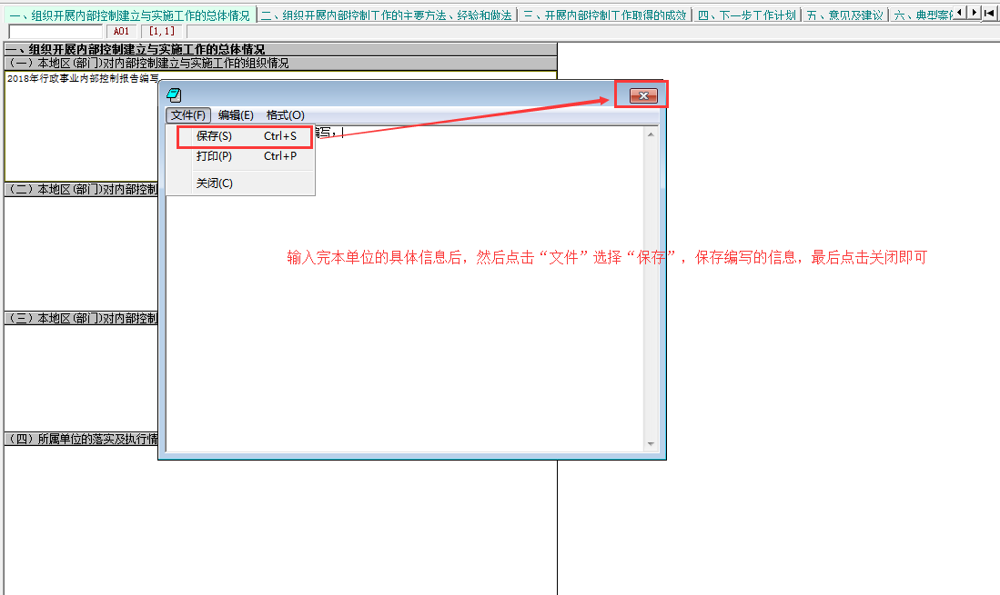 一、组织开展内部控制建立与实施工作的总体情况 二、组织开展内部控制工作的主要方法、经验和做法 三、开展内部控制工作取得的成效 四、下一步工作计划 五、意见及建议 六、典型案
A01 [1,1]
一、组织开展内部控制建立与实施工作的总体情况
（一）本地区(部门)对内部控制建立与实施工作的组织情况
2018年行政事业内部控制报告编写
文件(F) 编辑(E) 格式(O)
保存(S) Ctrl+S
编写，
打印(P) Ctrl+P
关闭(C)
（二）本地区(部门)对内部控制
输入完本单位的具体信息后，然后点击“文件”选择“保存”，保存编写的信息，最后点击关闭即可
（三）本地区(部门)对内部控制
（四）所属单位的落实及执行情